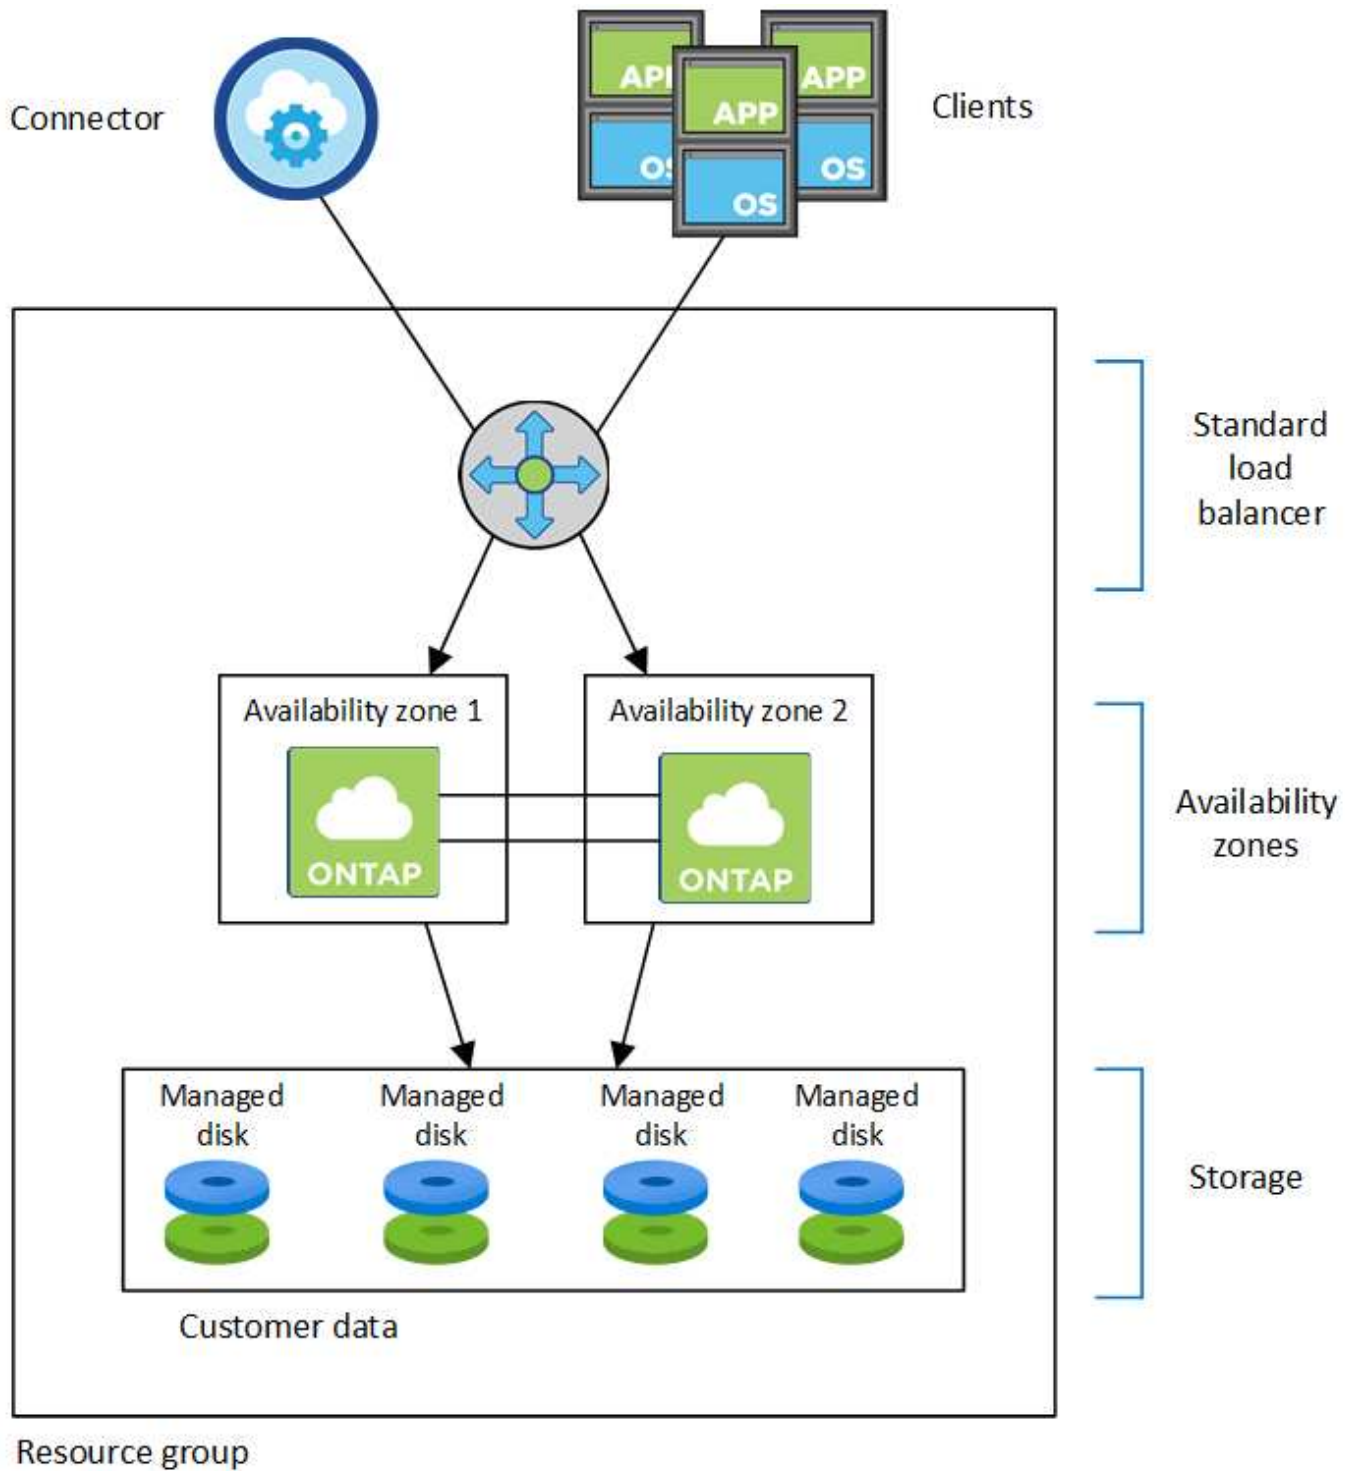 Connector
APP
APP
APP
OS
OS
OS
Clients
Standard
load
balancer
Availability zone 1
Availability zone 2
ONTAP
ONTAP
Availability
zones
Managed
disk
Managed
disk
Managed
disk
Managed
disk
Storage
Customer data
Resource group